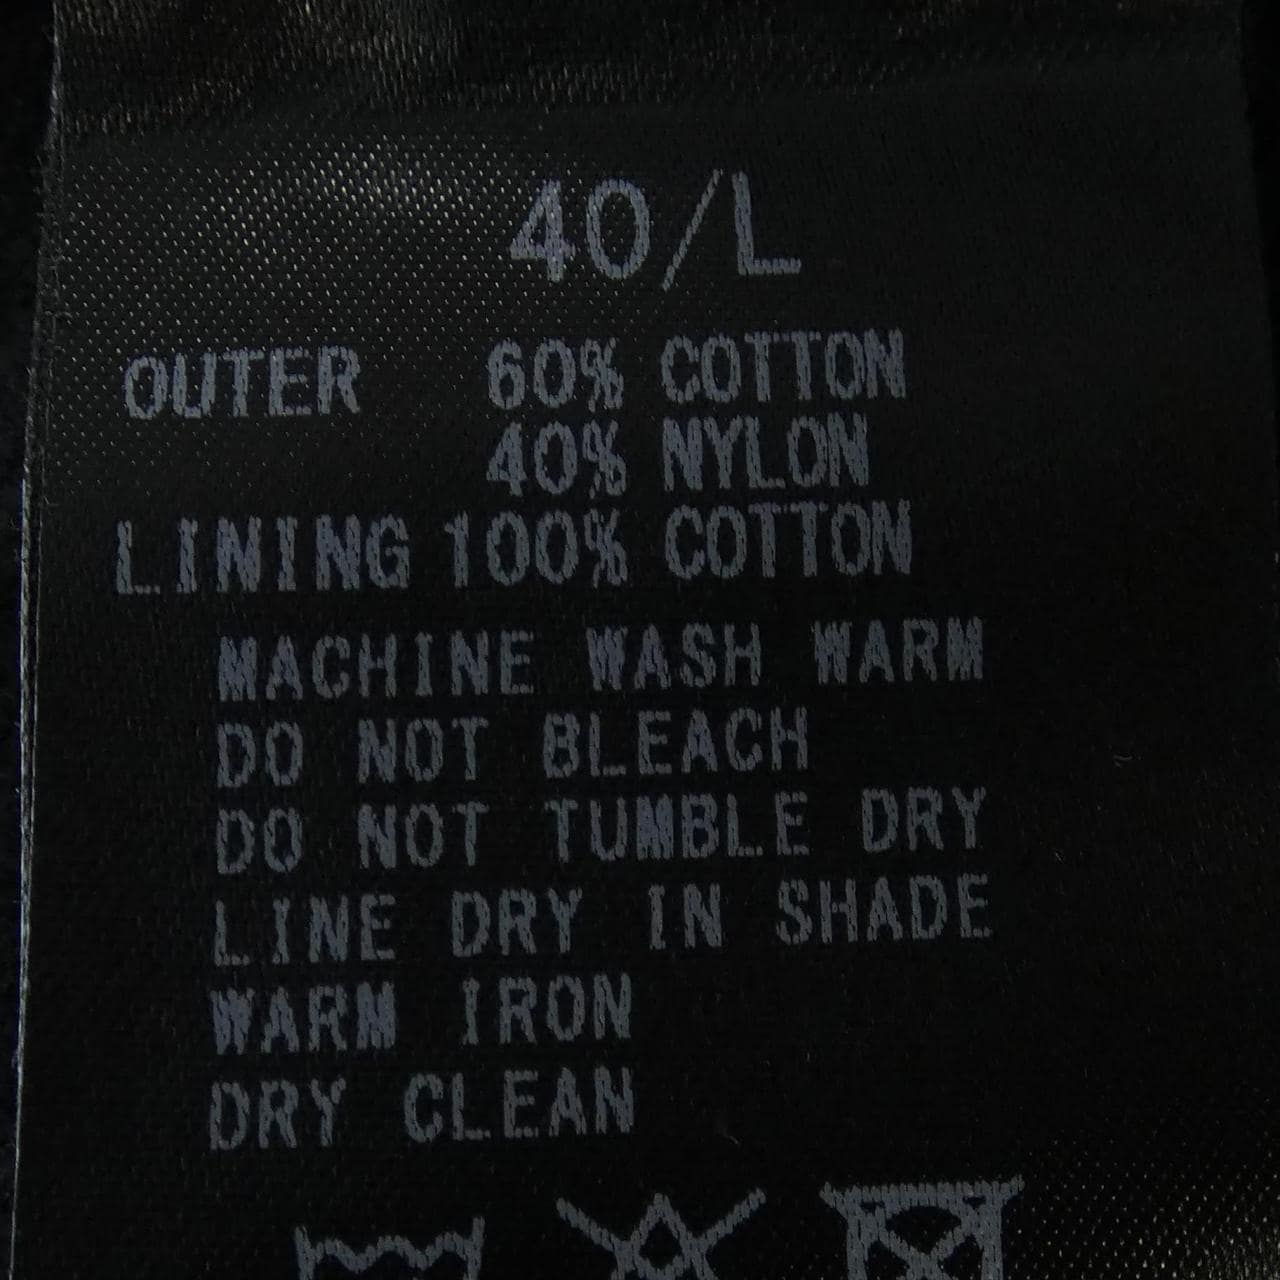 40/L
OUTER 60% COTTON
40% NYLON
LINING 100% COTTON
MACHINE WASH WARM
DO NOT BLEACH
DO NOT TUMBLE DRY
LINE DRY IN SHADE
WARM IRON
DRY CLEAN